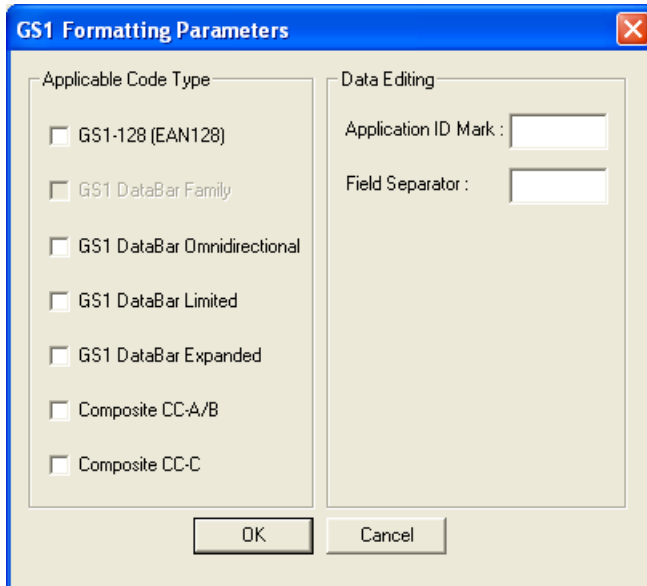 GS1 Formatting Parameters
Applicable Code Type
GS1-128 (EAN128)
GS1 DataBar Family
GS1 DataBar Omnidirectional
GS1 DataBar Limited
GS1 DataBar Expanded
Composite CC-A/B
Composite CC-C
Data Editing
Application ID Mark :
Field Separator :
OK
Cancel